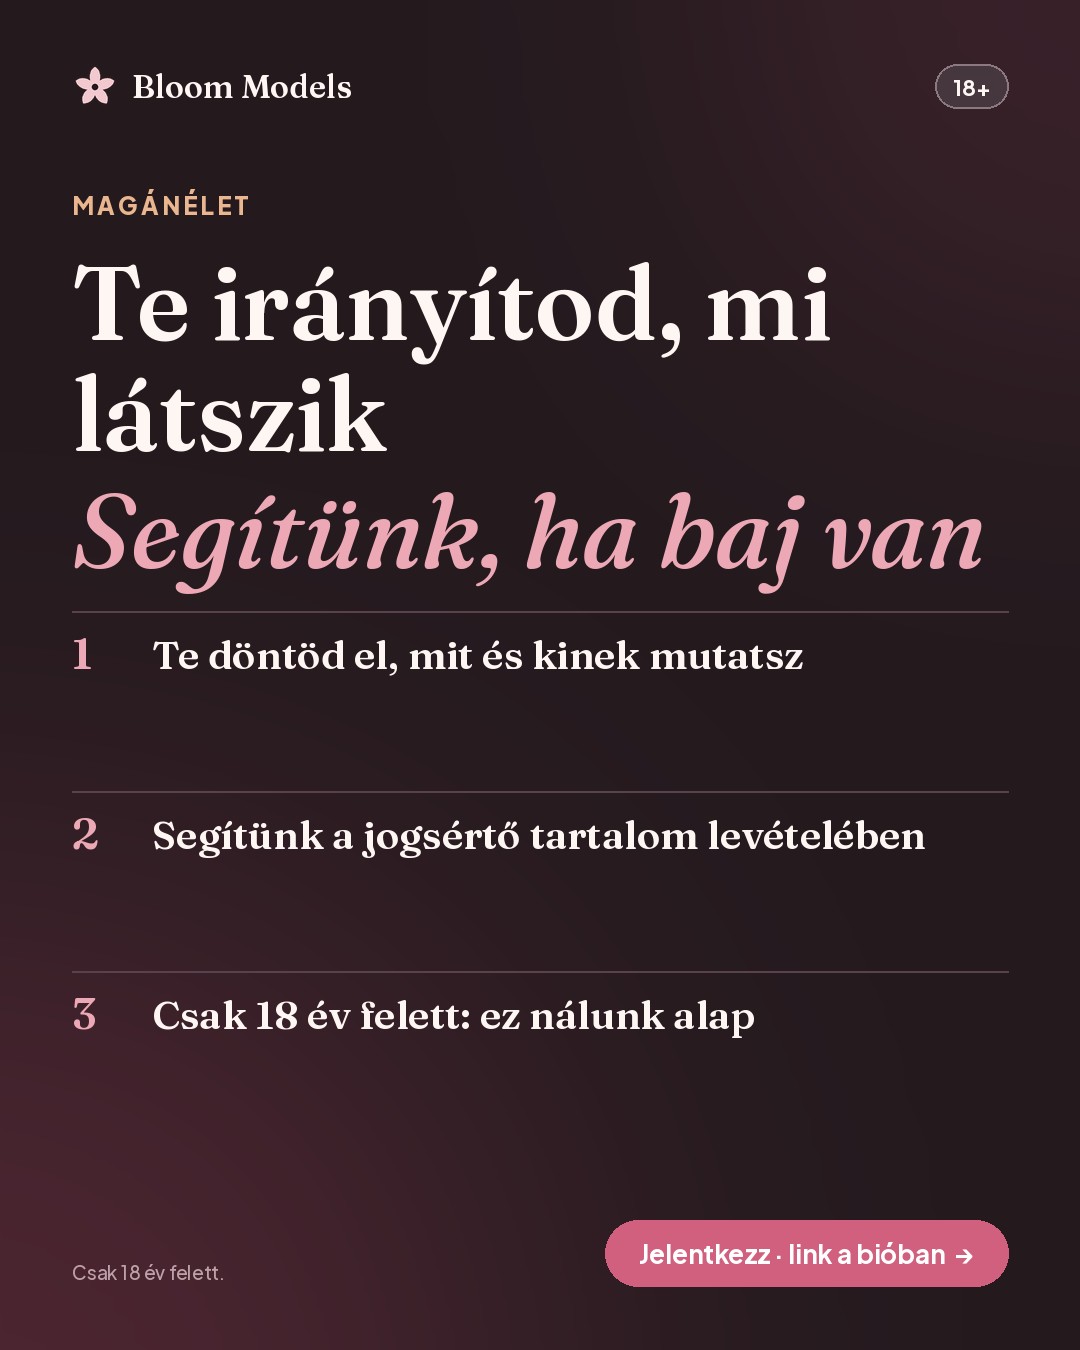 Bloom Models
18+
MAGÁNÉLET
Te irányítod, mi
látszik
Segítünk, ha baj van
1 Te döntöd el, mit és kinek mutatsz
2 Segítünk a jogsértő tartalom levételében
3 Csak 18 év felett: ez nálunk alap
Csak 18 év felett.
Jelentkezz · link a bióban →